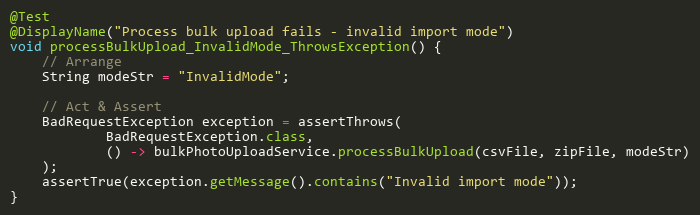 @Test
@DisplayName("Process bulk upload fails - invalid import mode")
void processBulkUpload_InvalidMode_ThrowsException() {
    // Arrange
    String modeStr = "InvalidMode";

    // Act & Assert
    BadRequestException exception = assertThrows(
            BadRequestException.class,
            () -> bulkPhotoUploadService.processBulkUpload(csvFile, zipFile, modeStr)
    );
    assertTrue(exception.getMessage().contains("Invalid import mode"));
}